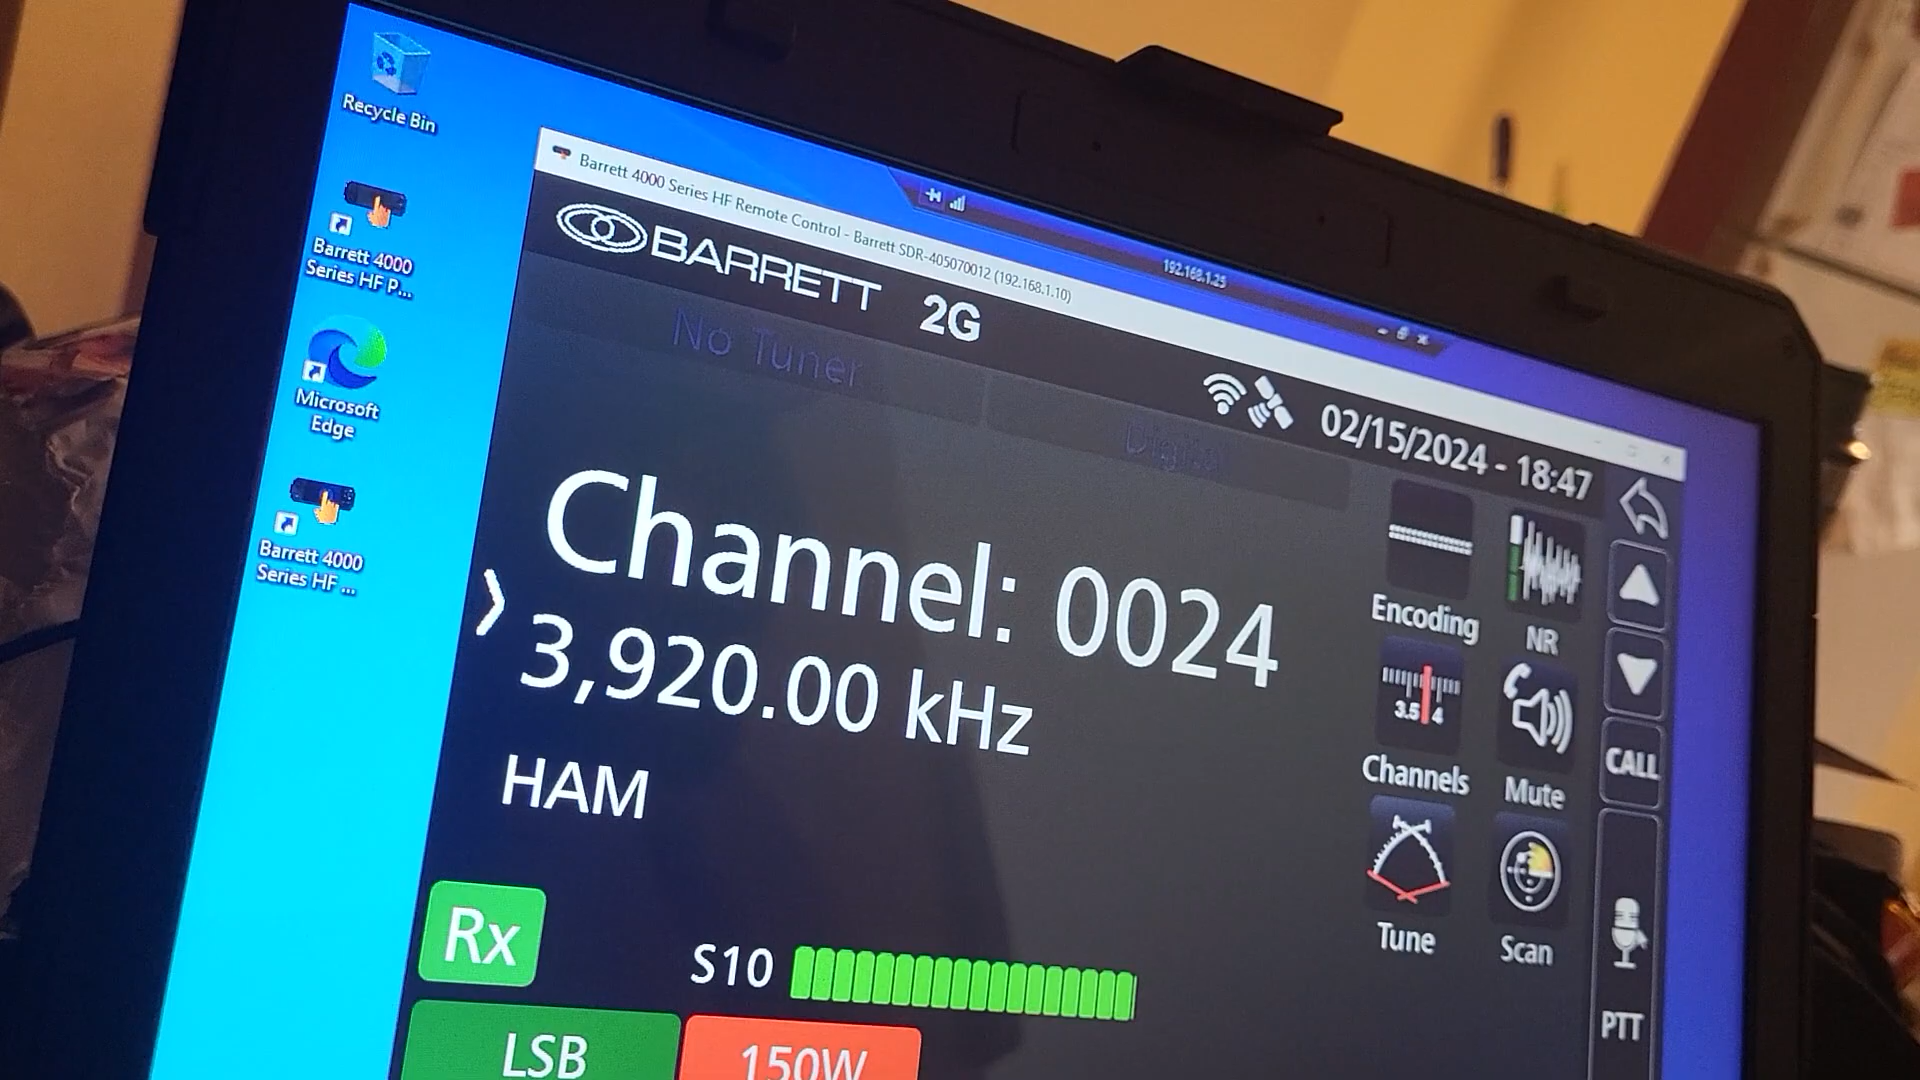 Recycle Bin
Barrett 4000
Series HF P...
Microsoft
Edge
Barrett 4000
Series HF ...
192.168.1.25
Barrett 4000 Series HF Remote Control - Barrett SDR-405070012 (192.168.1.10)
BARRETT 2G
02/15/2024 - 18:47
No Tuner
Digital
Channel: 0024
3,920.00 kHz
HAM
Encoding
NR
3.5 4
Channels
Mute
Tune
Scan
CALL
PTT
Rx
S10
LSB
150W